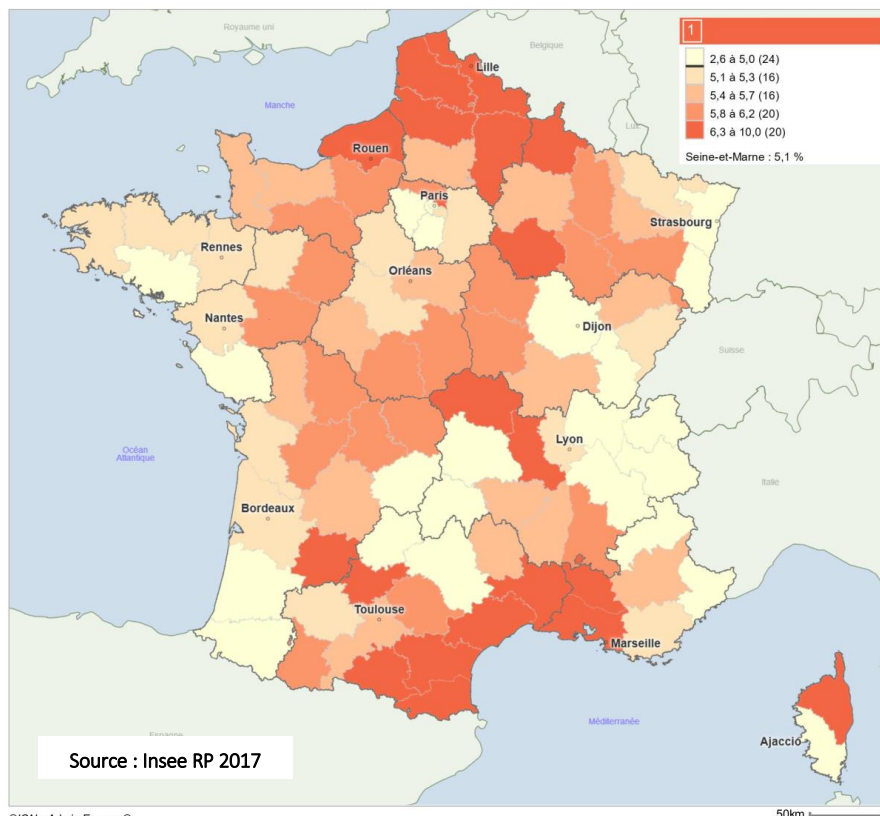 Royaume uni
1
Belgique
Lille
2,6 à 5,0 (24)
5,1 à 5,3 (16)
5,4 à 5,7 (16)
5,8 à 6,2 (20)
6,3 à 10,0 (20)
Manche
Lux
Rouen
Seine-et-Marne : 5,1 %
Paris
Strasbourg
Rennes
Orléans
Nantes
Dijon
Suisse
Lyon
Océan
Atlantique
Italie
Bordeaux
Toulouse
Marseille
Méditerranée
Ajaccio
Espagne
Source : Insee RP 2017
50km